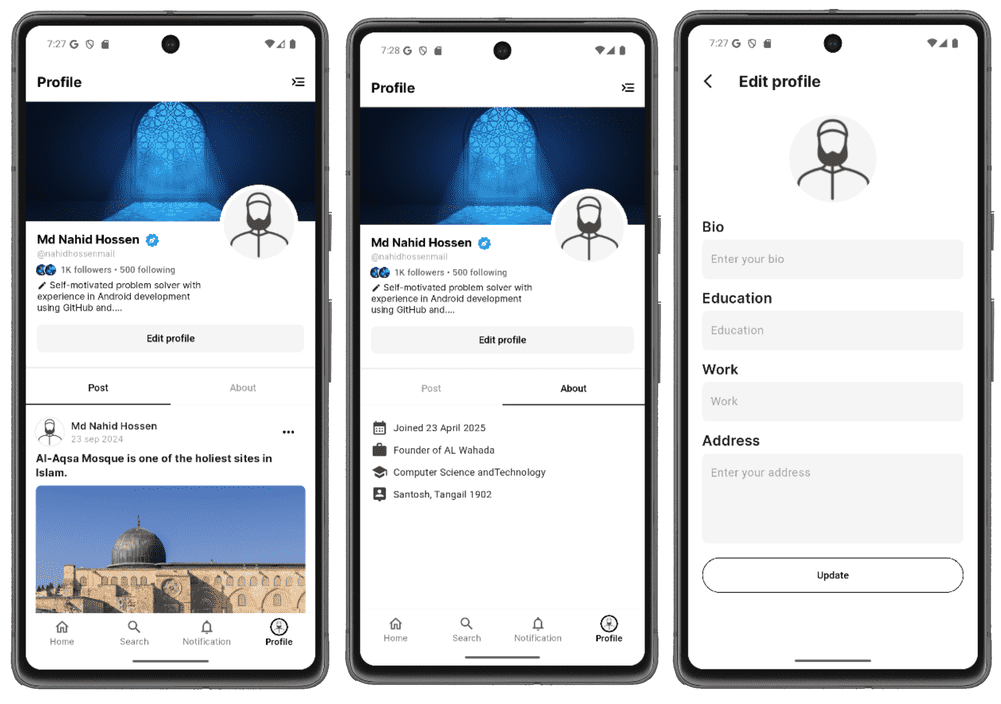 7:27
Profile
Md Nahid Hossen
@nahidhossenmail
1K followers • 500 following
Self-motivated problem solver with
experience in Android development
using GitHub and....
Edit profile
Post About
Md Nahid Hossen
23 sep 2024
Al-Aqsa Mosque is one of the holiest sites in
Islam.
Home Search Notification Profile
7:28
Profile
Md Nahid Hossen
@nahidhossenmail
1K followers • 500 following
Self-motivated problem solver with
experience in Android development
using GitHub and....
Edit profile
Post About
Joined 23 April 2025
Founder of AL Wahada
Computer Science andTechnology
Santosh, Tangail 1902
Home Search Notification Profile
7:27
Edit profile
Bio
Enter your bio
Education
Education
Work
Work
Address
Enter your address
Update